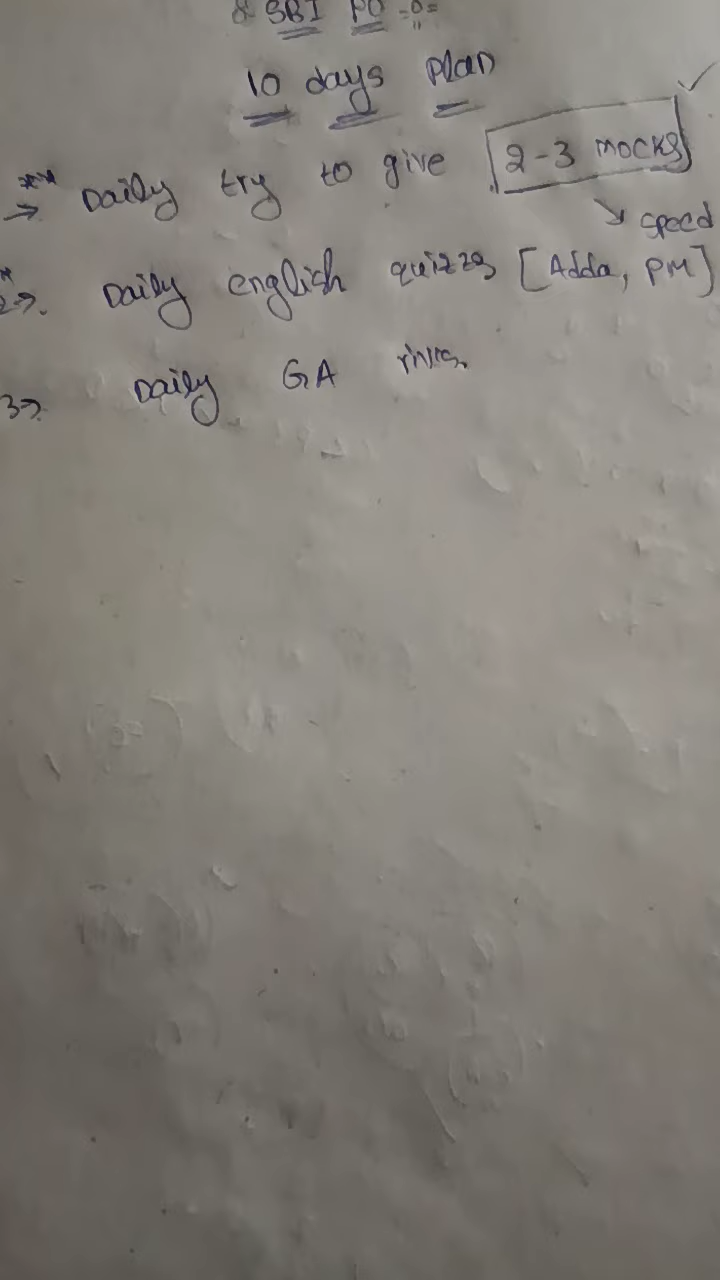 & SBI PO
10 days Plan
→ Daily try to give 2-3 mocks
↘ speed
2→. Daily english quizzes [Adda, PM]
3→. Daily GA